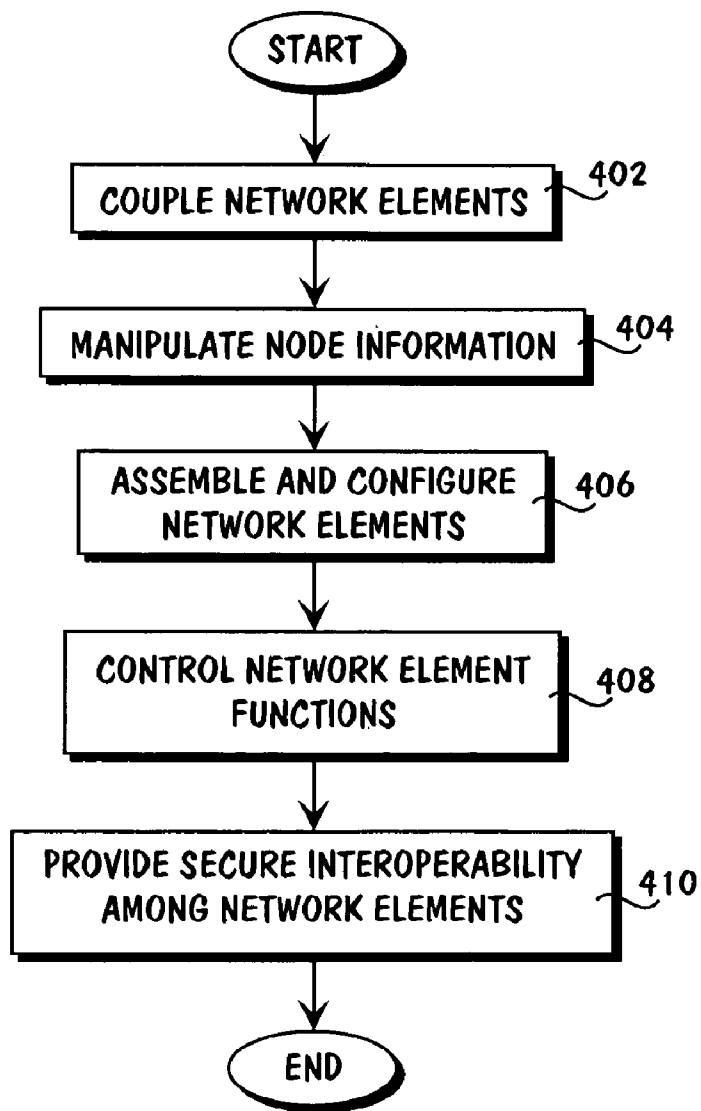 START
COUPLE NETWORK ELEMENTS
402
MANIPULATE NODE INFORMATION
404
ASSEMBLE AND CONFIGURE
NETWORK ELEMENTS
406
CONTROL NETWORK ELEMENT
FUNCTIONS
408
PROVIDE SECURE INTEROPERABILITY
AMONG NETWORK ELEMENTS
410
END